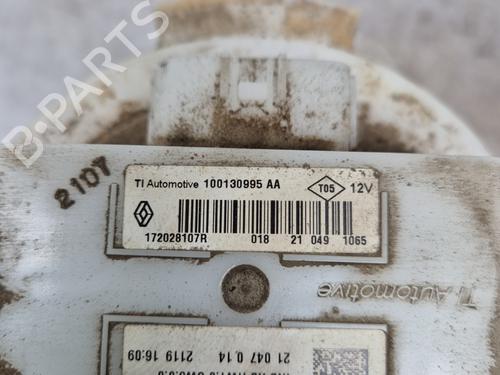 B-PARTS
2107
TI Automotive 100130995 AA
T05
12V
172028107R 018 21 049 1065
TI Automotive
2119 16:09
21 047 0.14